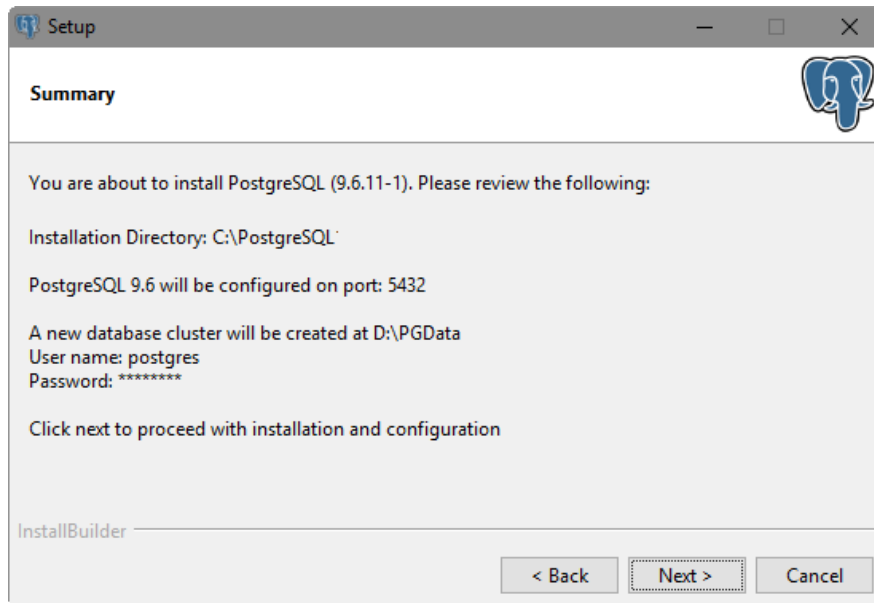 Setup
Summary
You are about to install PostgreSQL (9.6.11-1). Please review the following:
Installation Directory: C:\PostgreSQL
PostgreSQL 9.6 will be configured on port: 5432
A new database cluster will be created at D:\PGData
User name: postgres
Password: ********
Click next to proceed with installation and configuration
InstallBuilder
< Back
Next >
Cancel